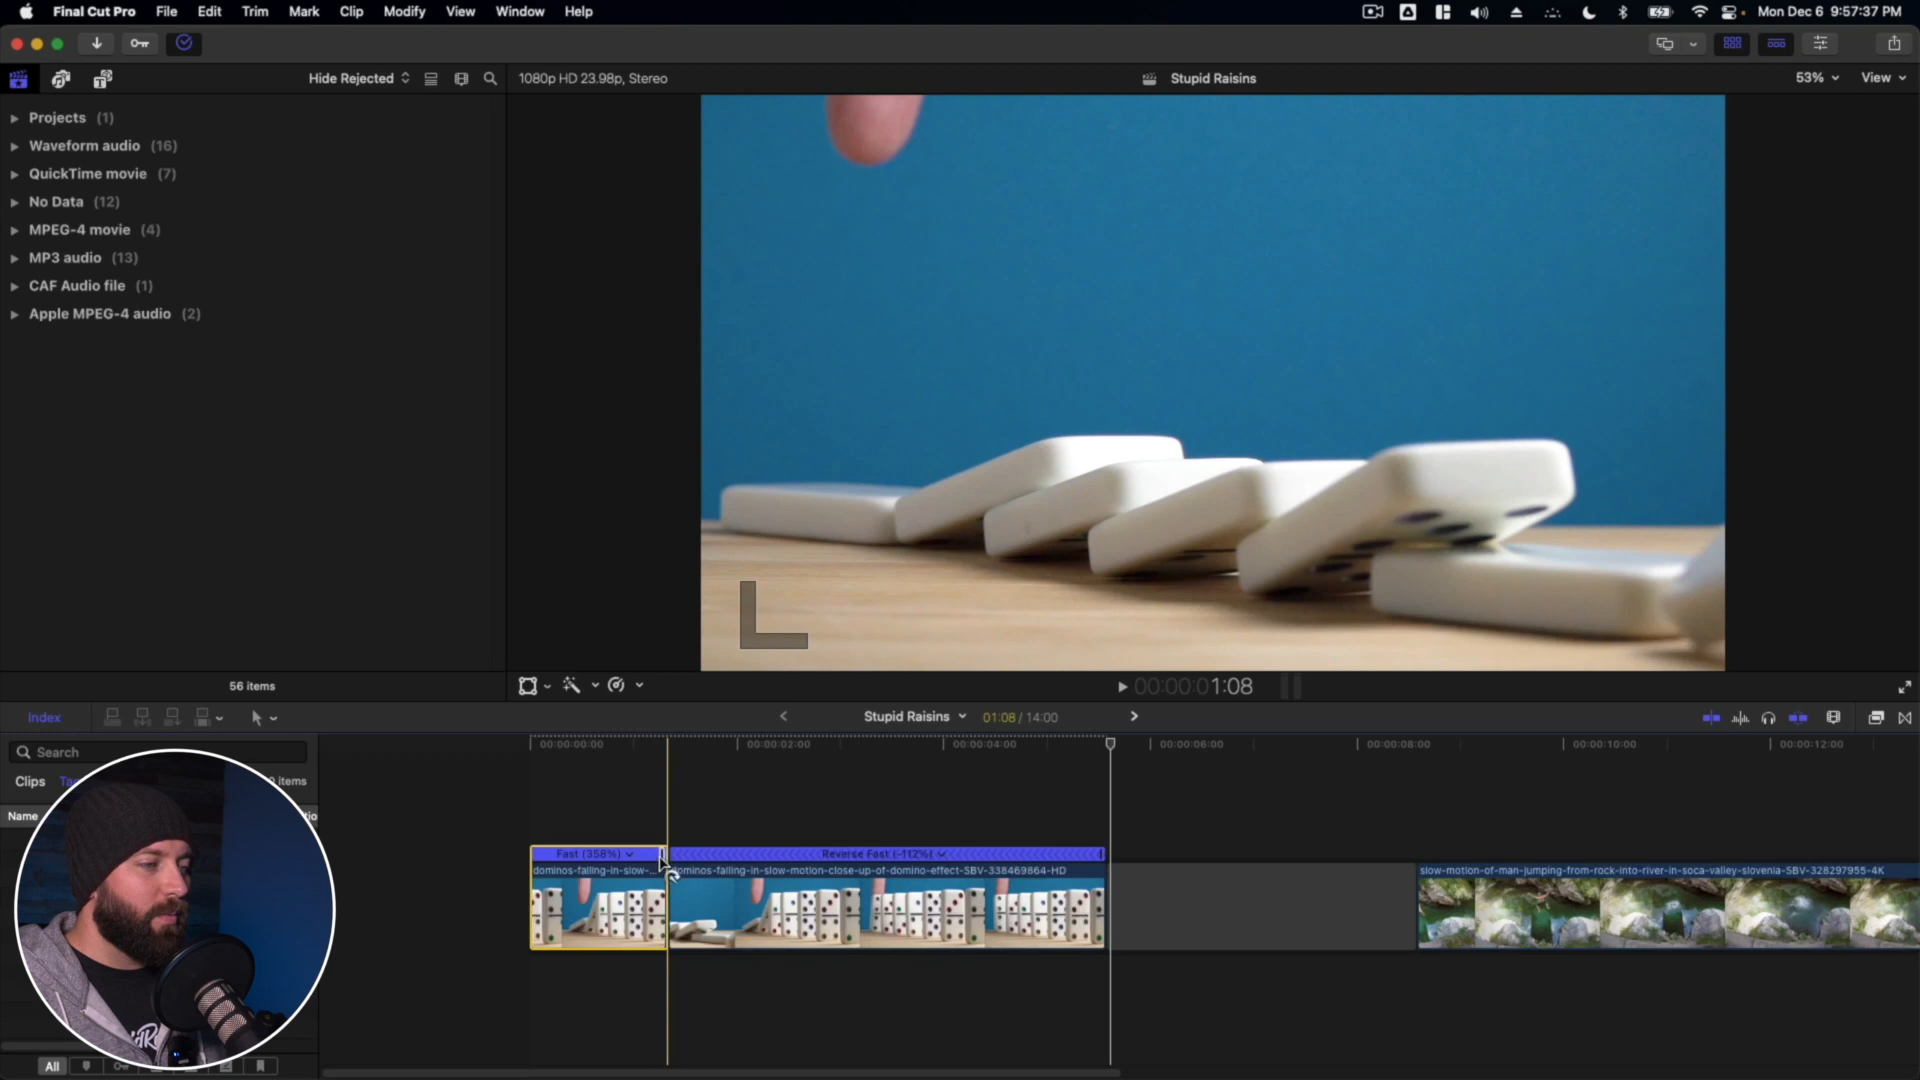 Final Cut Pro File Edit Trim Mark Clip Modify View Window Help Mon Dec 6 9:57:37 PM
Hide Rejected 1080p HD 23.98p, Stereo Stupid Raisins 53% View
Projects (1)
Waveform audio (16)
QuickTime movie (7)
No Data (12)
MPEG-4 movie (4)
MP3 audio (13)
CAF Audio file (1)
Apple MPEG-4 audio (2)
56 items 00:00:01:08
Index Stupid Raisins 01:08 / 14:00
Search
00:00:00:00 00:00:02:00 00:00:04:00 00:00:06:00 00:00:08:00 00:00:10:00 00:00:12:00
Clips items
Name
Fast (358%) Reverse Fast (-112%)
dominos-falling-in-slow-... dominos-falling-in-slow-motion-close-up-of-domino-effect-SBV-338469864-HD slow-motion-of-man-jumping-from-rock-into-river-in-soca-valley-slovenia-SBV-328297955-4K
All